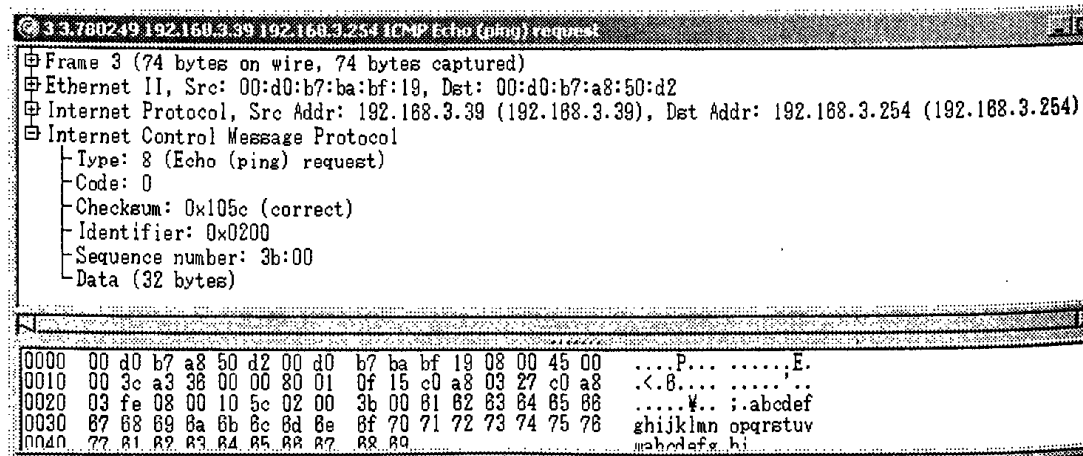 3 3.780249 192.168.3.39 192.168.3.254 ICMP Echo (ping) request
Frame 3 (74 bytes on wire, 74 bytes captured)
Ethernet II, Src: 00:d0:b7:ba:bf:19, Dst: 00:d0:b7:a8:50:d2
Internet Protocol, Src Addr: 192.168.3.39 (192.168.3.39), Dst Addr: 192.168.3.254 (192.168.3.254)
Internet Control Message Protocol
Type: 8 (Echo (ping) request)
Code: 0
Checksum: 0x105c (correct)
Identifier: 0x0200
Sequence number: 3b:00
Data (32 bytes)
0000 00 d0 b7 a8 50 d2 00 d0 b7 ba bf 19 08 00 45 00 ....P... ......E.
0010 00 3c a3 36 00 00 80 01 0f 15 c0 a8 03 27 c0 a8 .<.6.... .....'..
0020 03 fe 08 00 10 5c 02 00 3b 00 61 62 63 64 65 66 .....¥.. ;.abcdef
0030 67 68 69 6a 6b 6c 6d 6e 6f 70 71 72 73 74 75 76 ghijklmn opqrstuv
0040 77 61 62 63 64 65 66 67 68 69 wabcdefg hi